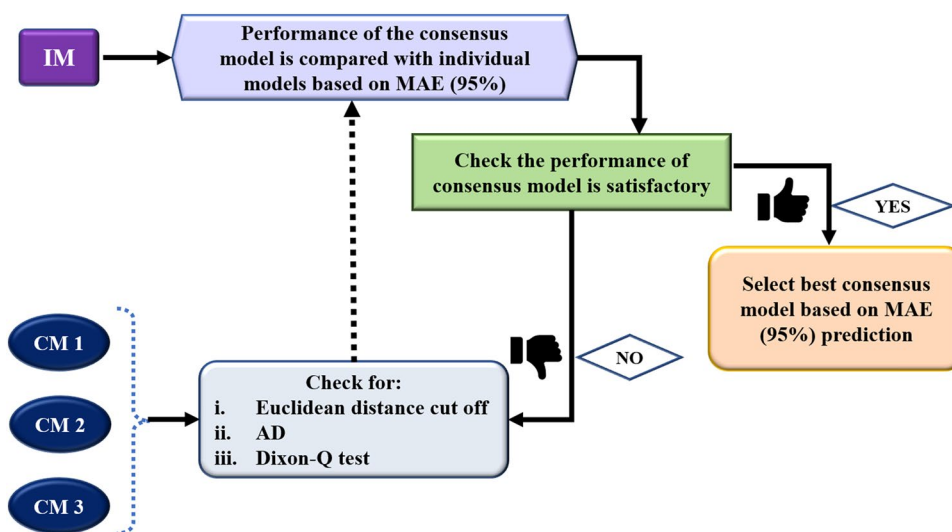 IM
Performance of the consensus
model is compared with individual
models based on MAE (95%)
Check the performance of
consensus model is satisfactory
YES
Select best consensus
model based on MAE
(95%) prediction
NO
CM 1
CM 2
CM 3
Check for:
i. Euclidean distance cut off
ii. AD
iii. Dixon-Q test